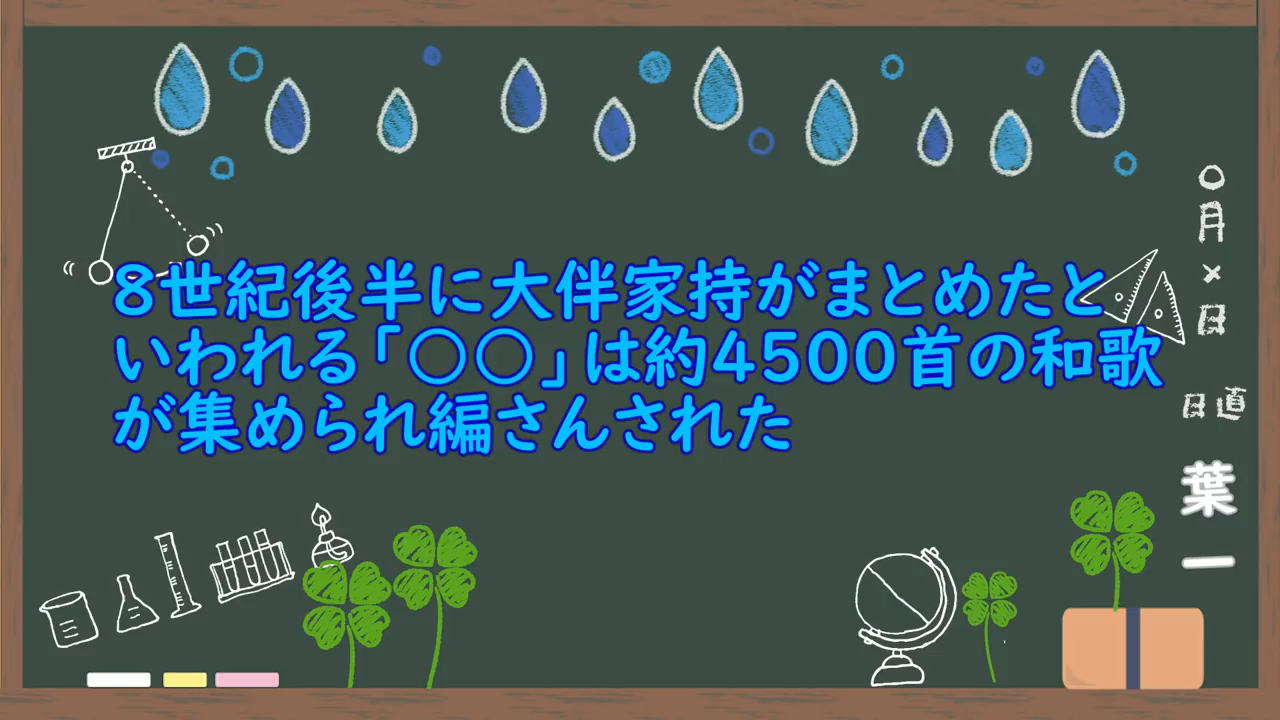 8世紀後半に大伴家持がまとめたと
いわれる「○○」は約4500首の和歌
が集められ編さんされた
○月×日
日直
葉一